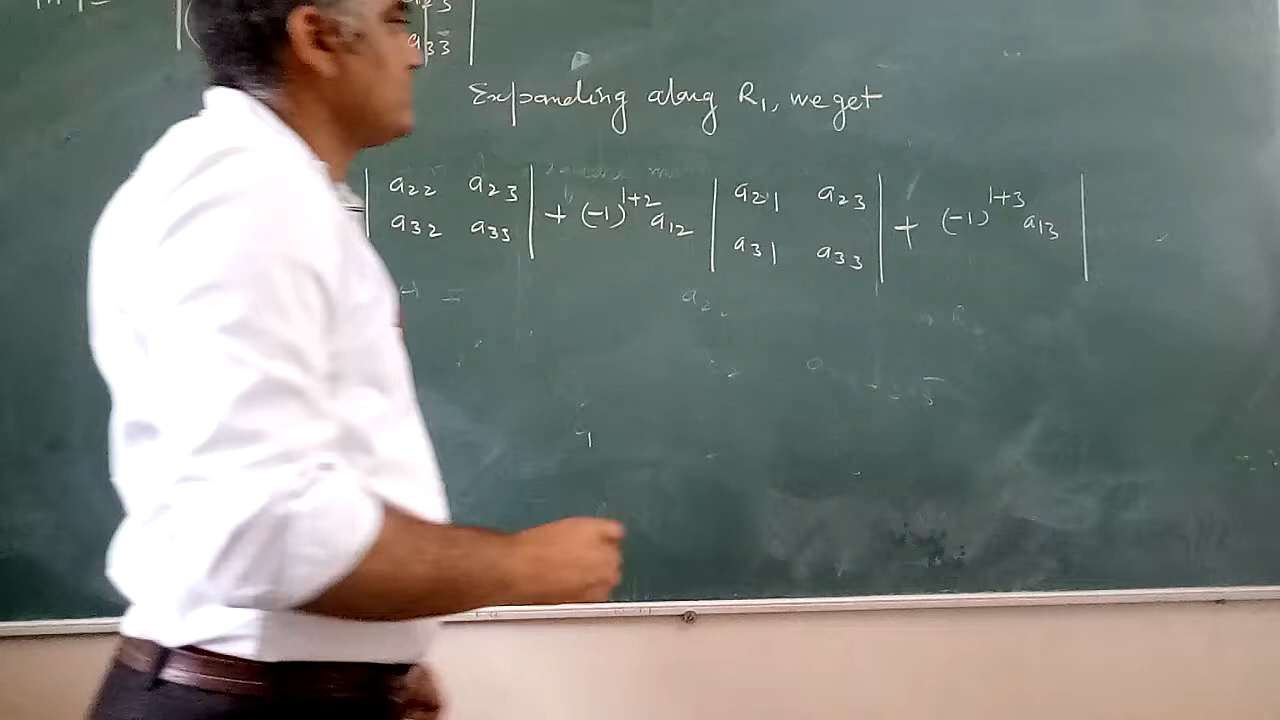 a33
Expanding along R1, we get
| a22 a23 | + (-1)^1+2 a12 | a21 a23 | + (-1)^1+3 a13 |
| a32 a33 | | a31 a33 |